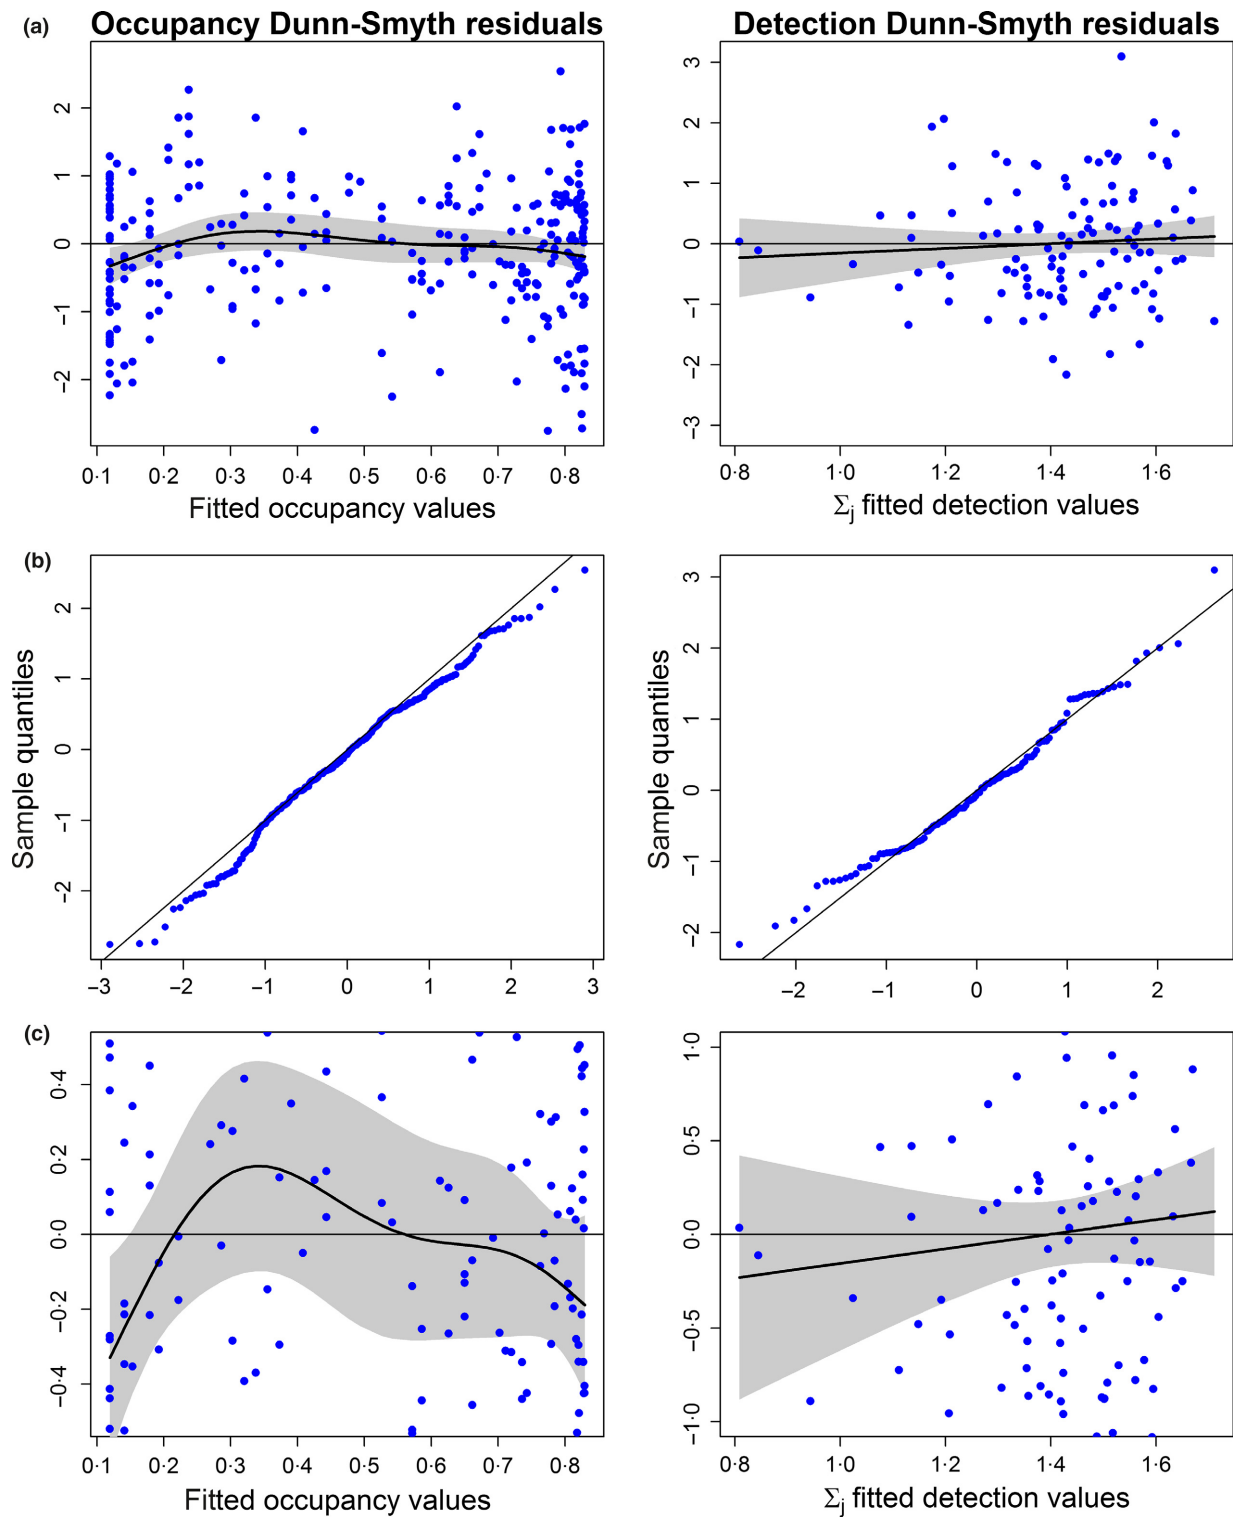 (a) Occupancy Dunn-Smyth residuals Detection Dunn-Smyth residuals
2
1
0
−1
−2
0·1 0·2 0·3 0·4 0·5 0·6 0·7 0·8
Fitted occupancy values
3
2
1
0
−1
−2
−3
0·8 1·0 1·2 1·4 1·6
Σj fitted detection values
(b)
Sample quantiles
2
1
0
−1
−2
−3 −2 −1 0 1 2 3
Sample quantiles
3
2
1
0
−1
−2
−2 −1 0 1 2
(c)
0·4
0·2
0·0
−0·2
−0·4
0·1 0·2 0·3 0·4 0·5 0·6 0·7 0·8
Fitted occupancy values
1·0
0·5
0·0
−0·5
−1·0
0·8 1·0 1·2 1·4 1·6
Σj fitted detection values